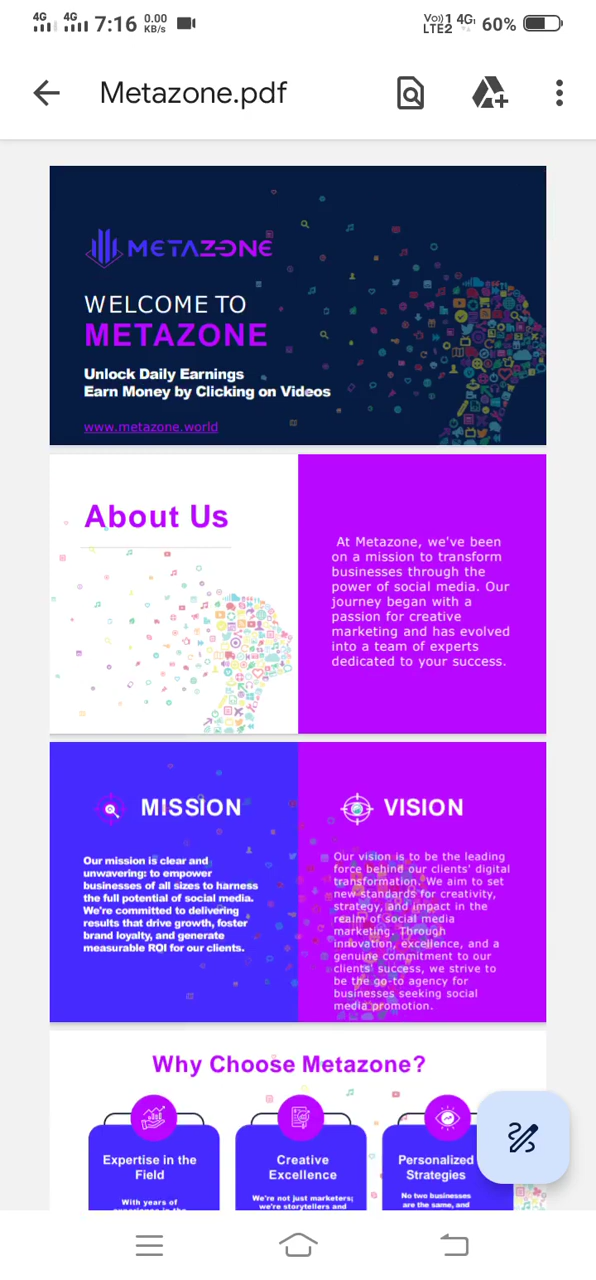 4G 4G 7:16 0.00 KB/s Vo)) 1 LTE2 4G 60%
Metazone.pdf
METAZONE
WELCOME TO
METAZONE
Unlock Daily Earnings
Earn Money by Clicking on Videos
www.metazone.world
About Us
At Metazone, we've been
on a mission to transform
businesses through the
power of social media. Our
journey began with a
passion for creative
marketing and has evolved
into a team of experts
dedicated to your success.
MISSION
Our mission is clear and
unwavering: to empower
businesses of all sizes to harness
the full potential of social media.
We're committed to delivering
results that drive growth, foster
brand loyalty, and generate
measurable ROI for our clients.
VISION
Our vision is to be the leading
force behind our clients' digital
transformation. We aim to set
new standards for creativity,
strategy, and impact in the
realm of social media
marketing. Through
innovation, excellence, and a
genuine commitment to our
clients' success, we strive to
be the go-to agency for
businesses seeking social
media promotion.
Why Choose Metazone?
Expertise in the
Field
With years of
experience in the
Creative
Excellence
We're not just marketers;
we're storytellers and
Personalized
Strategies
No two businesses
are the same, and